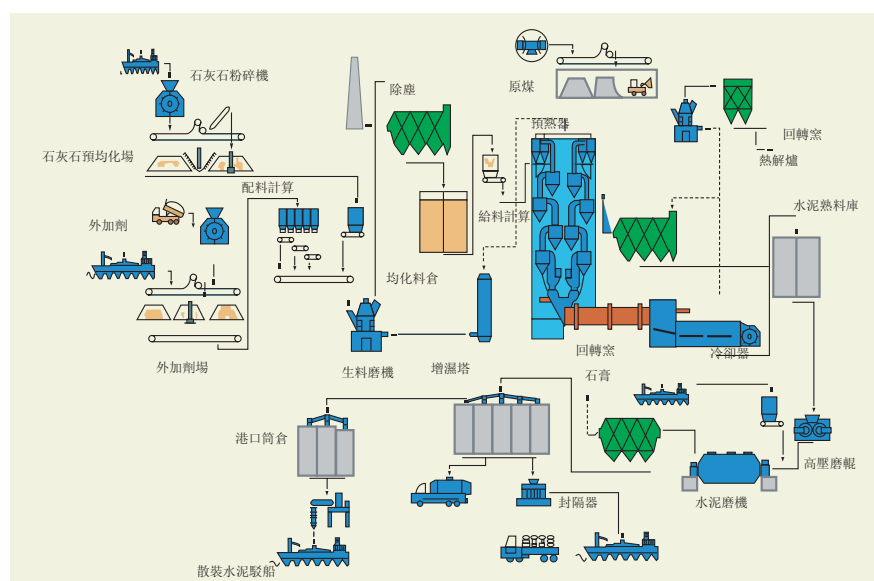 石灰石粉碎機
除塵
原煤
預熱器
回轉窯
熱解爐
石灰石預均化場
配料計算
外加劑
給料計算
水泥熟料庫
均化料倉
外加劑場
生料磨機
增濕塔
回轉窯
冷卻器
石膏
港口筒倉
高壓磨輥
封隔器
水泥磨機
散裝水泥駁船